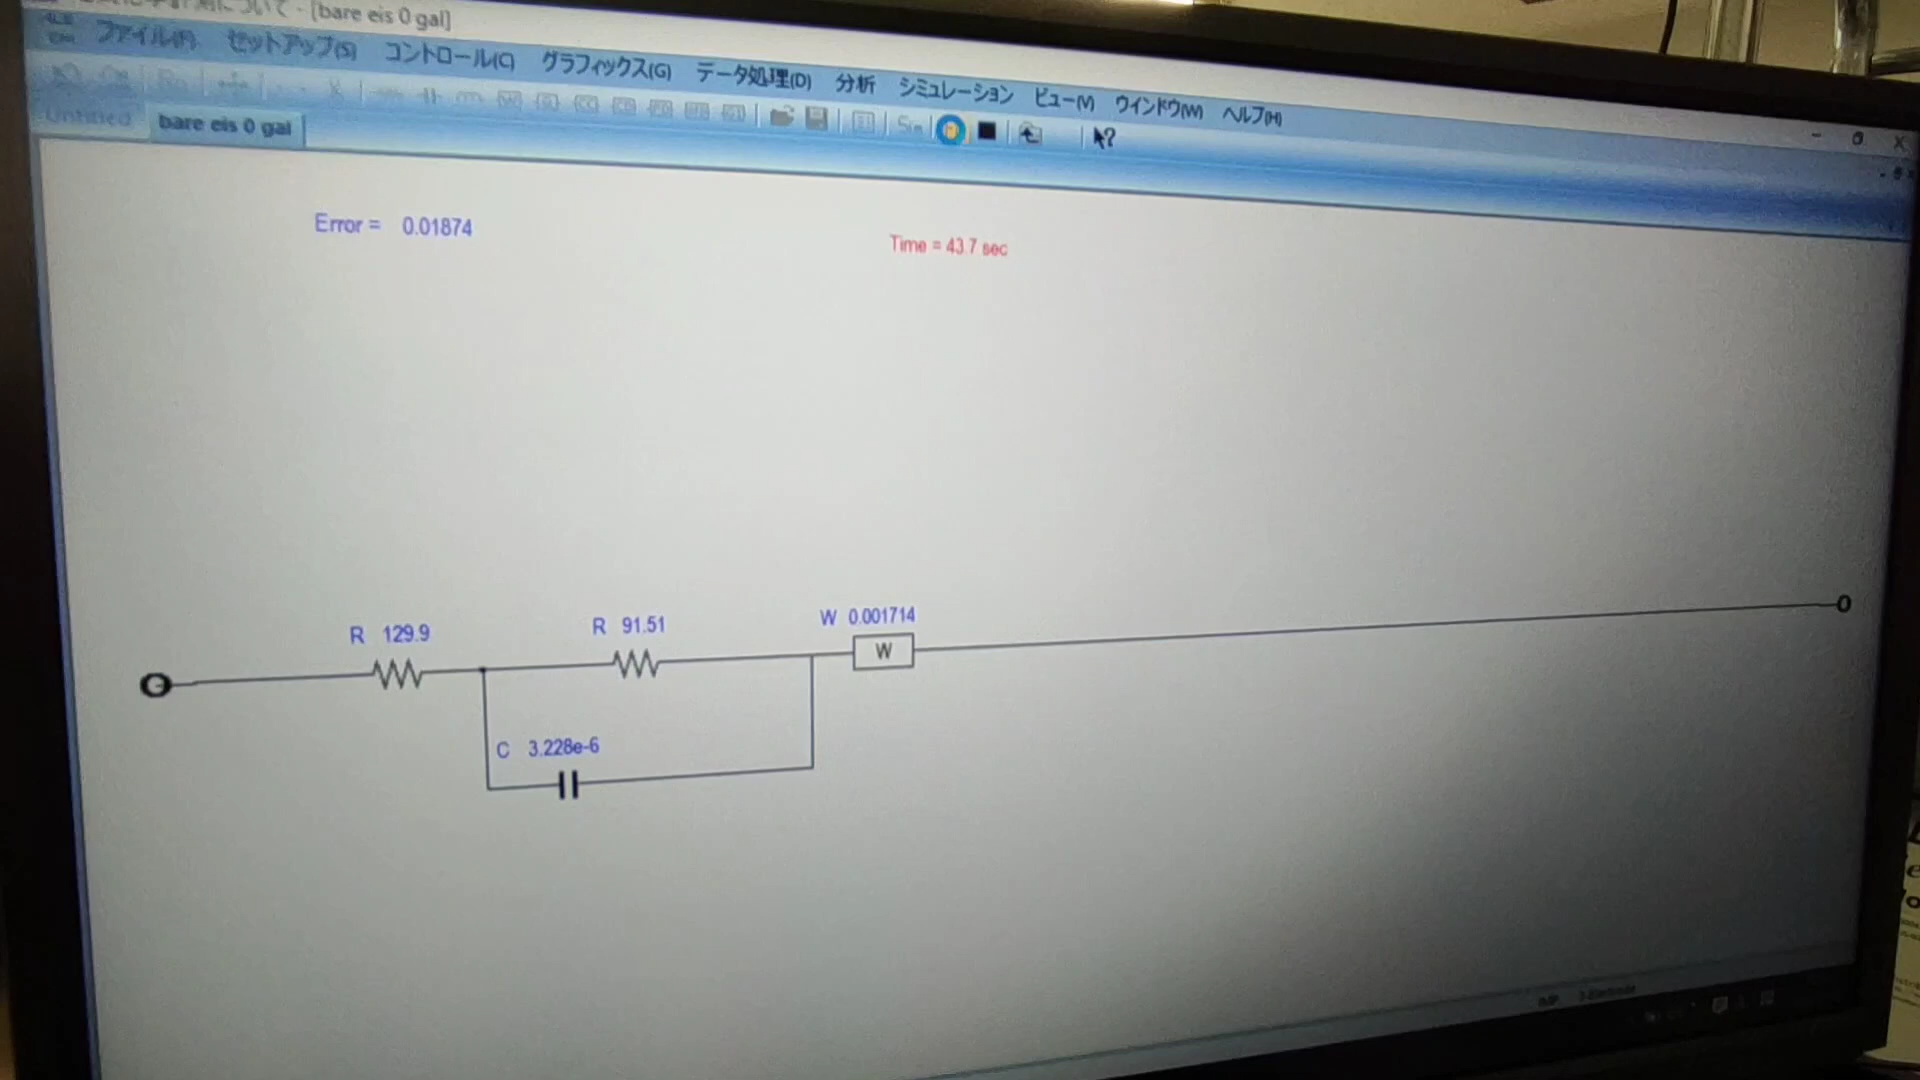 [bare eis 0 gal]
ファイル(F) セットアップ(S) コントロール(C) グラフィックス(G) データ処理(D) 分析 シミュレーション ビュー(V) ウインドウ(W) ヘルプ(H)
Untitled bare eis 0 gal
Error = 0.01874
Time = 43.7 sec
R 129.9
R 91.51
W 0.001714
W
C 3.228e-6